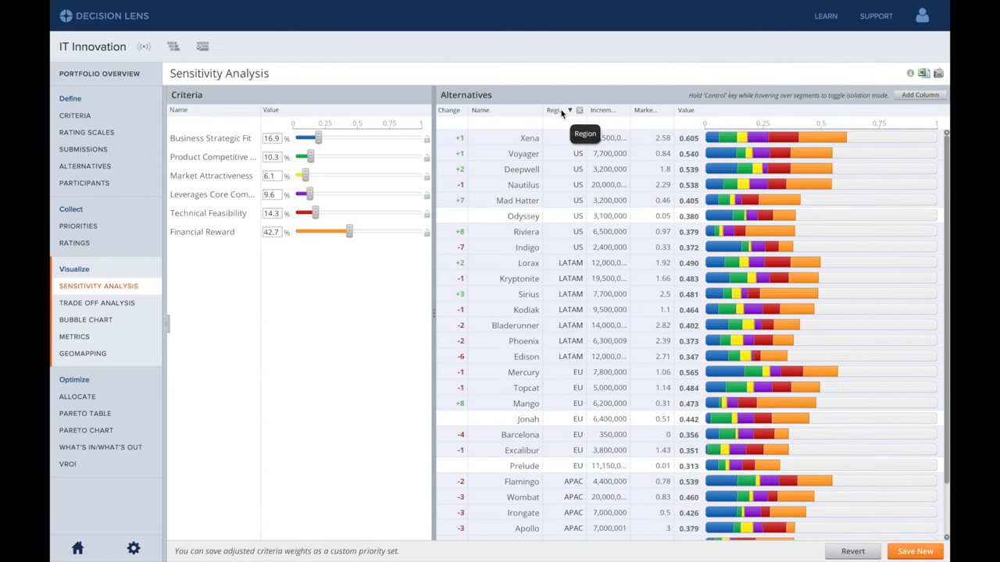 DECISION LENS
LEARN
SUPPORT
IT Innovation
PORTFOLIO OVERVIEW
Define
CRITERIA
RATING SCALES
SUBMISSIONS
ALTERNATIVES
PARTICIPANTS
Collect
PRIORITIES
RATINGS
Visualize
SENSITIVITY ANALYSIS
TRADE OFF ANALYSIS
BUBBLE CHART
METRICS
GEOMAPPING
Optimize
ALLOCATE
PARETO TABLE
PARETO CHART
WHAT'S IN/WHAT'S OUT
VROI
Sensitivity Analysis
Criteria
Name Value
0 0.25 0.5 0.75 1
Business Strategic Fit 16.9 %
Product Competitive ... 10.3 %
Market Attractiveness 6.1 %
Leverages Core Com... 9.6 %
Technical Feasibility 14.3 %
Financial Reward 42.7 %
Alternatives
Hold 'Control' key while hovering over segments to toggle isolation mode.
Add Column
Change Name Regi... Increm... Marke... Value
0 0.25 0.5 0.75 1
Region
+1 Xena 500,0... 2.58 0.605
+1 Voyager US 7,700,000 0.84 0.540
+2 Deepwell US 3,200,000 1.8 0.539
-1 Nautilus US 20,000,0... 2.29 0.538
+7 Mad Hatter US 3,200,000 0.46 0.405
Odyssey US 3,100,000 0.05 0.380
+8 Riviera US 6,500,000 0.97 0.379
-7 Indigo US 2,400,000 0.33 0.372
+2 Lorax LATAM 12,000,0... 1.92 0.490
-1 Kryptonite LATAM 19,500,0... 1.66 0.483
+3 Sirius LATAM 7,700,000 2.5 0.481
-1 Kodiak LATAM 9,500,000 1.1 0.464
-2 Bladerunner LATAM 14,000,0... 2.82 0.402
-2 Phoenix LATAM 6,300,009 2.39 0.373
-6 Edison LATAM 12,000,0... 2.71 0.347
-1 Mercury EU 11,000,0... 1.06 0.565
-1 Topcat EU 5,000,000 1.14 0.484
+8 Mango EU 6,200,000 0.31 0.473
Jonah EU 6,400,000 0.51 0.442
-4 Barcelona EU 350,000 0 0.356
-1 Excalibur EU 3,800,000 1.43 0.351
Prelude EU 11,150,0... 0.01 0.313
-2 Flamingo APAC 4,400,000 0.78 0.539
-3 Wombat APAC 20,000,0... 0.83 0.460
-3 Irongate APAC 7,000,000 0.5 0.426
-3 Apollo APAC 7,000,001 3 0.379
You can save adjusted criteria weights as a custom priority set.
Revert
Save New